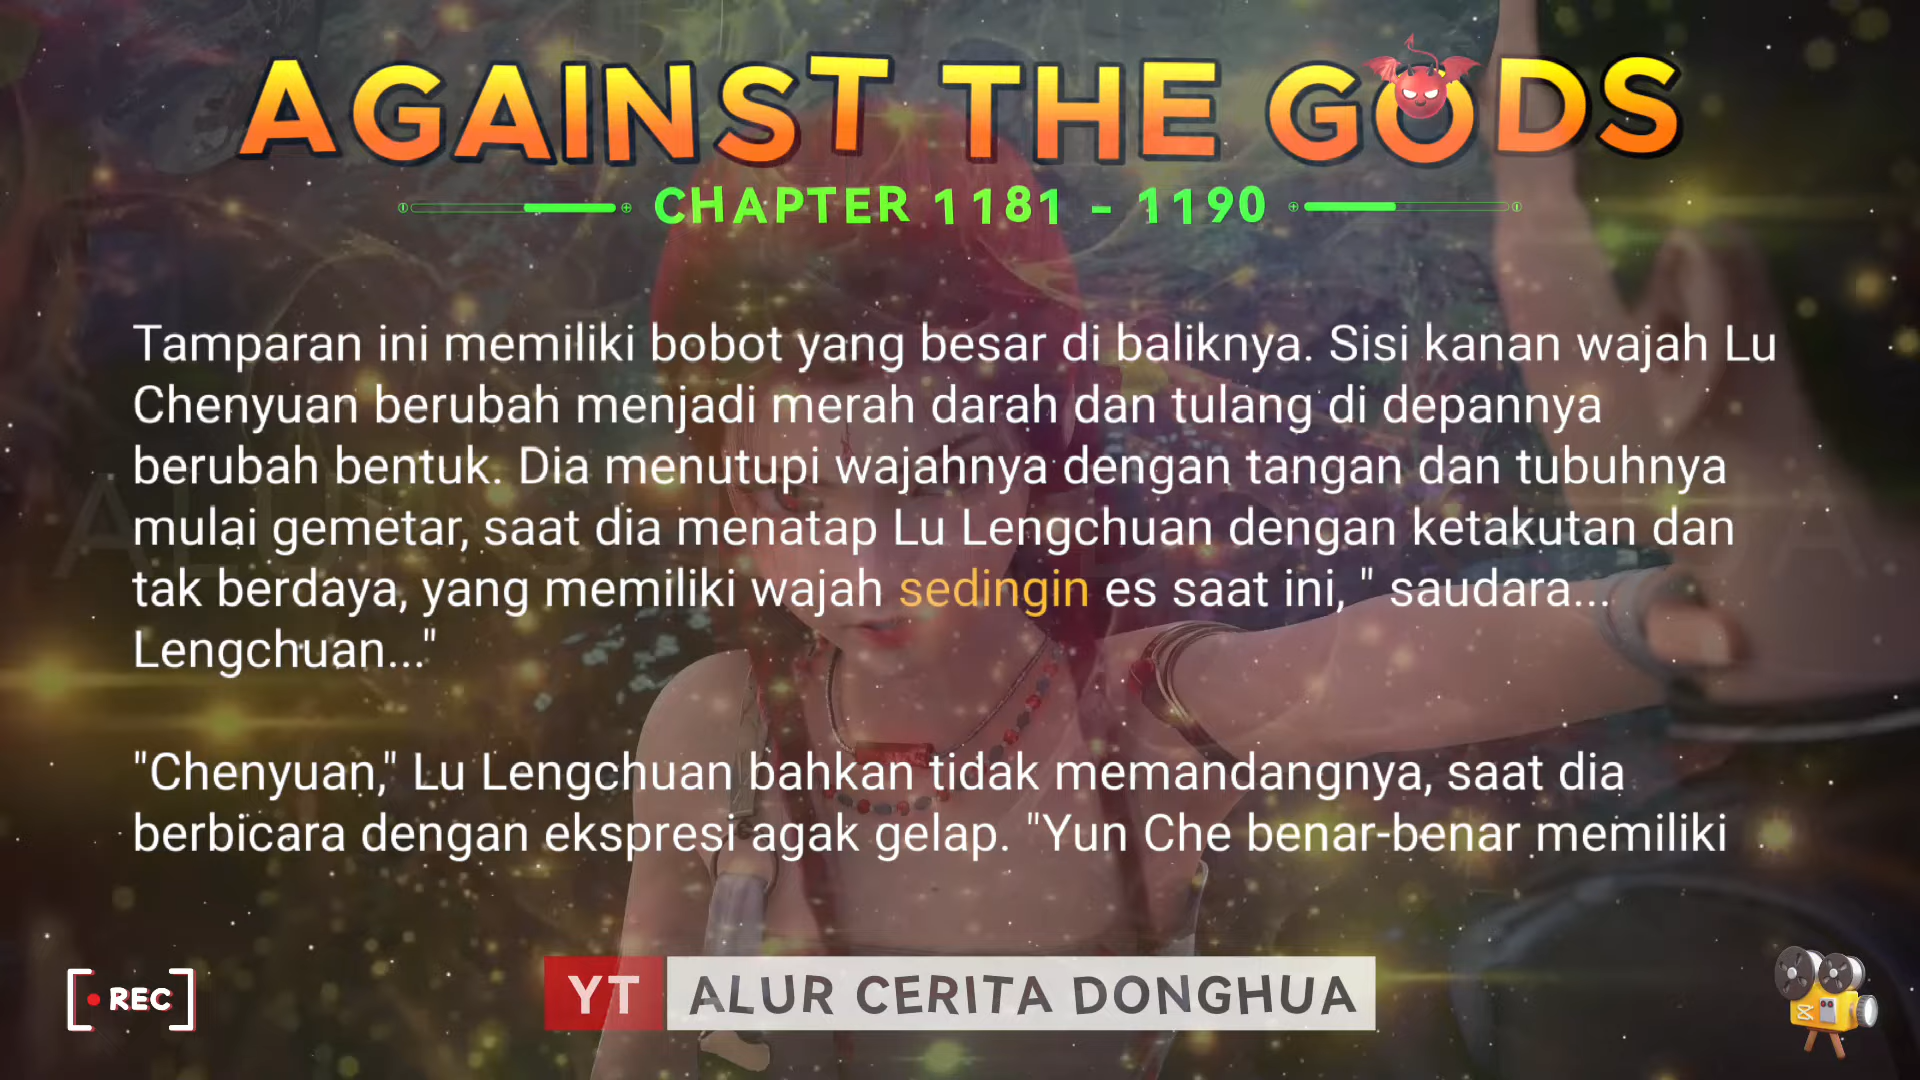 AGAINST THE GODS
CHAPTER 1181 - 1190
Tamparan ini memiliki bobot yang besar di baliknya. Sisi kanan wajah Lu
Chenyuan berubah menjadi merah darah dan tulang di depannya
berubah bentuk. Dia menutupi wajahnya dengan tangan dan tubuhnya
mulai gemetar, saat dia menatap Lu Lengchuan dengan ketakutan dan
tak berdaya, yang memiliki wajah sedingin es saat ini, " saudara...
Lengchuan..."
"Chenyuan," Lu Lengchuan bahkan tidak memandangnya, saat dia
berbicara dengan ekspresi agak gelap. "Yun Che benar-benar memiliki
REC
YT ALUR CERITA DONGHUA